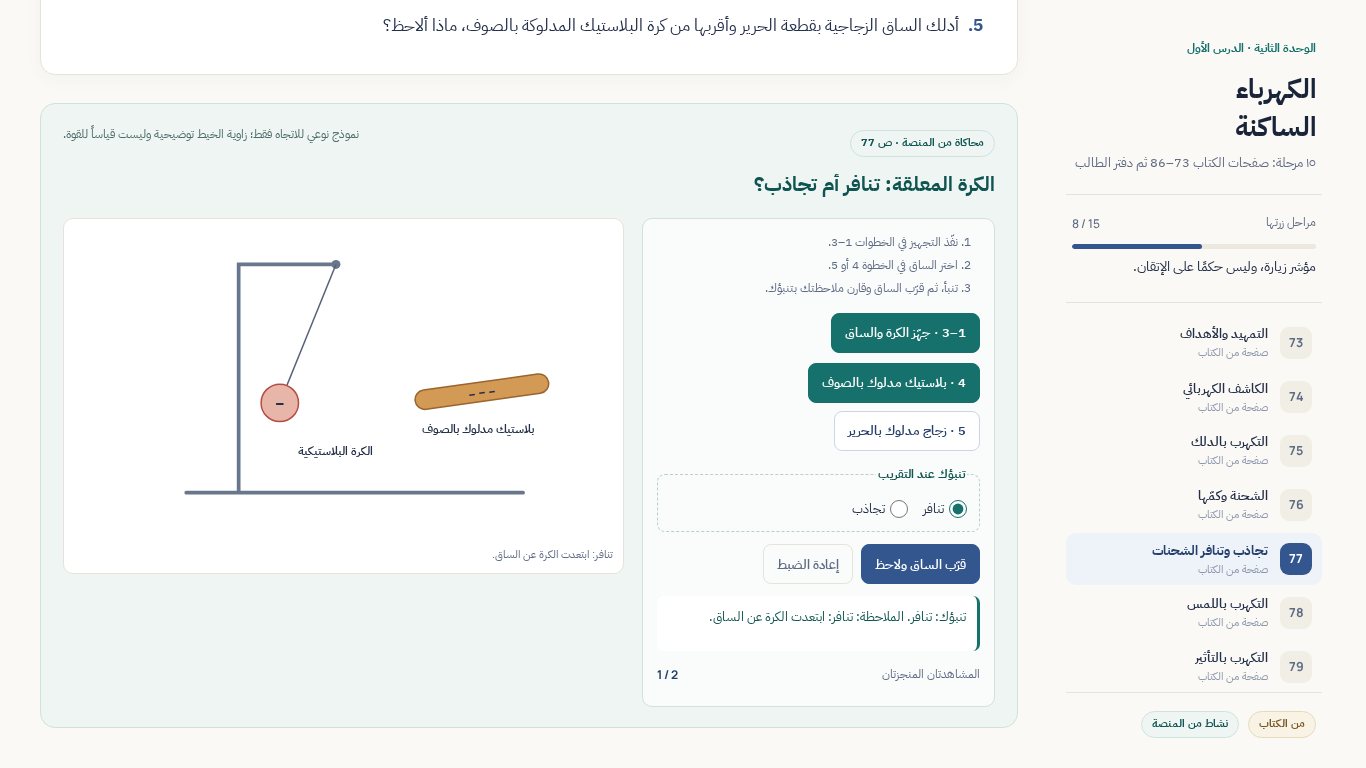 الوحدة الثانية · الدرس الأول
الكهرباء
الساكنة
١٥ مرحلة: صفحات الكتاب 73–86 ثم دفتر الطالب
مراحل زرتها
8 / 15
مؤشر زيارة، وليس حكمًا على الإتقان.
73
التمهيد والأهداف
صفحة من الكتاب
74
الكاشف الكهربائي
صفحة من الكتاب
75
التكهرب بالدلك
صفحة من الكتاب
76
الشحنة وكمّها
صفحة من الكتاب
77
تجاذب وتنافر الشحنات
صفحة من الكتاب
78
التكهرب باللمس
صفحة من الكتاب
79
التكهرب بالتأثير
صفحة من الكتاب
من الكتاب
نشاط من المنصة
5. أدلك الساق الزجاجية بقطعة الحرير وأقربها من كرة البلاستيك المدلوكة بالصوف، ماذا ألاحظ؟
محاكاة من المنصة · ص 77
نموذج نوعي للاتجاه فقط؛ زاوية الخيط توضيحية وليست قياساً للقوة.
الكرة المعلقة: تنافر أم تجاذب؟
1. نفّذ التجهيز في الخطوات 1–3.
2. اختر الساق في الخطوة 4 أو 5.
3. تنبأ، ثم قرّب الساق وقارن ملاحظتك بتنبؤك.
1–3 · جهّز الكرة والساق
4 · بلاستيك مدلوك بالصوف
5 · زجاج مدلوك بالحرير
تنبؤك عند التقريب
تنافر
تجاذب
قرّب الساق ولاحظ
إعادة الضبط
تنبؤك: تنافر. الملاحظة: تنافر: ابتعدت الكرة عن الساق.
المشاهدتان المنجزتان
1 / 2
– – –
بلاستيك مدلوك بالصوف
–
الكرة البلاستيكية
تنافر: ابتعدت الكرة عن الساق.